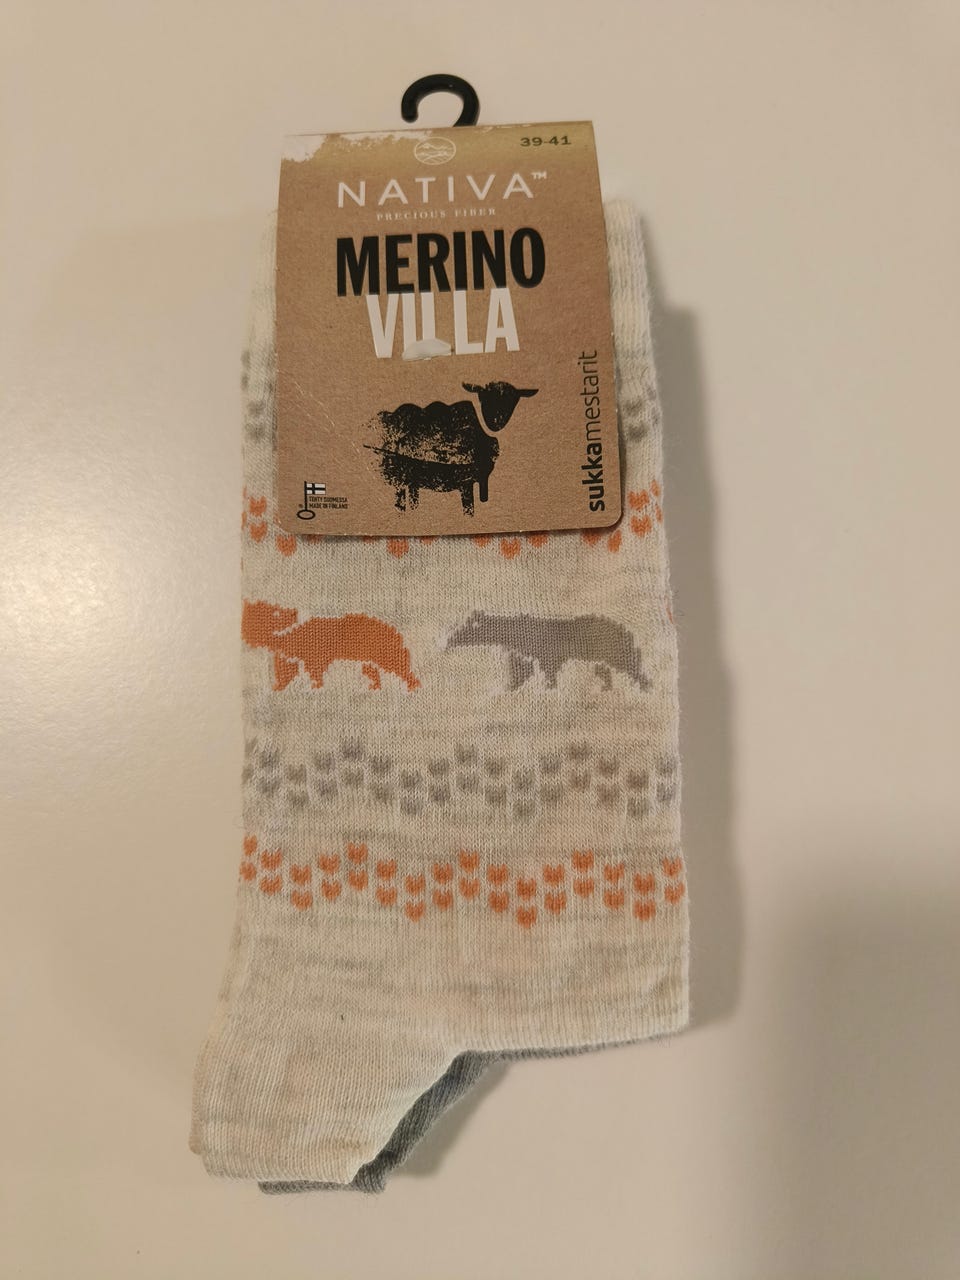 39-41
NATIVA™
PRECIOUS FIBER
MERINO
VILLA
sukkamestarit
TEHTY SUOMESSA
MADE IN FINLAND